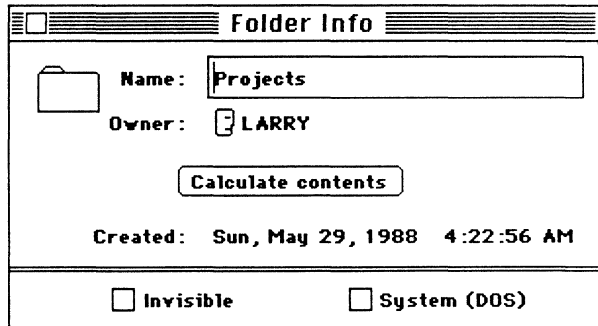 Folder Info
Name: Projects
Owner: LARRY
Calculate contents
Created: Sun, May 29, 1988 4:22:56 AM
Invisible System (DOS)